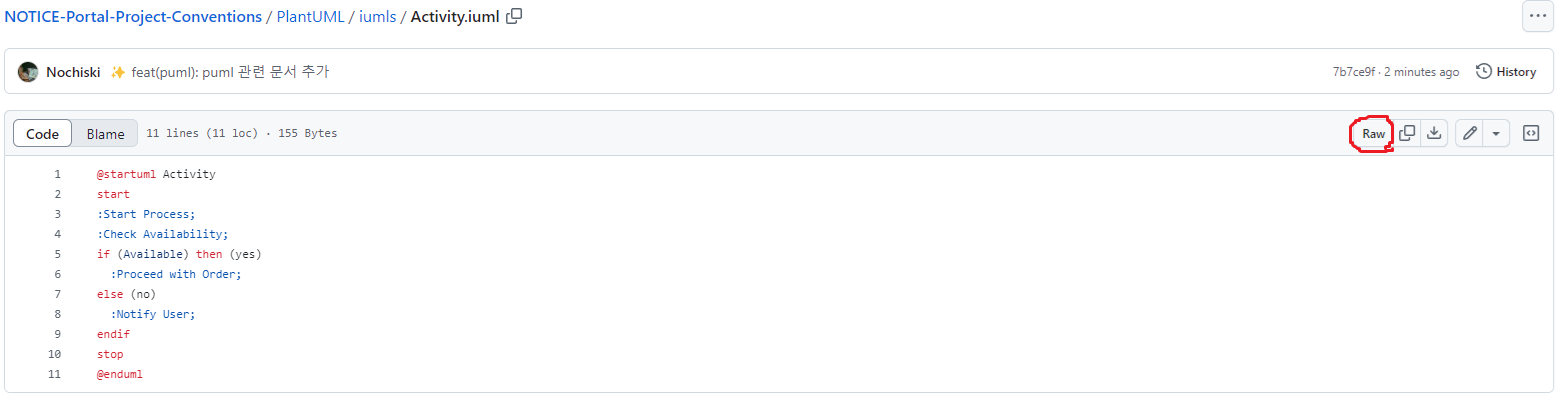 NOTICE-Portal-Project-Conventions / PlantUML / iumls / Activity.iuml
Nochiski ✨ feat(puml): puml 관련 문서 추가 7b7ce9f · 2 minutes ago History
Code Blame 11 lines (11 loc) · 155 Bytes Raw
1 @startuml Activity
2 start
3 :Start Process;
4 :Check Availability;
5 if (Available) then (yes)
6 :Proceed with Order;
7 else (no)
8 :Notify User;
9 endif
10 stop
11 @enduml